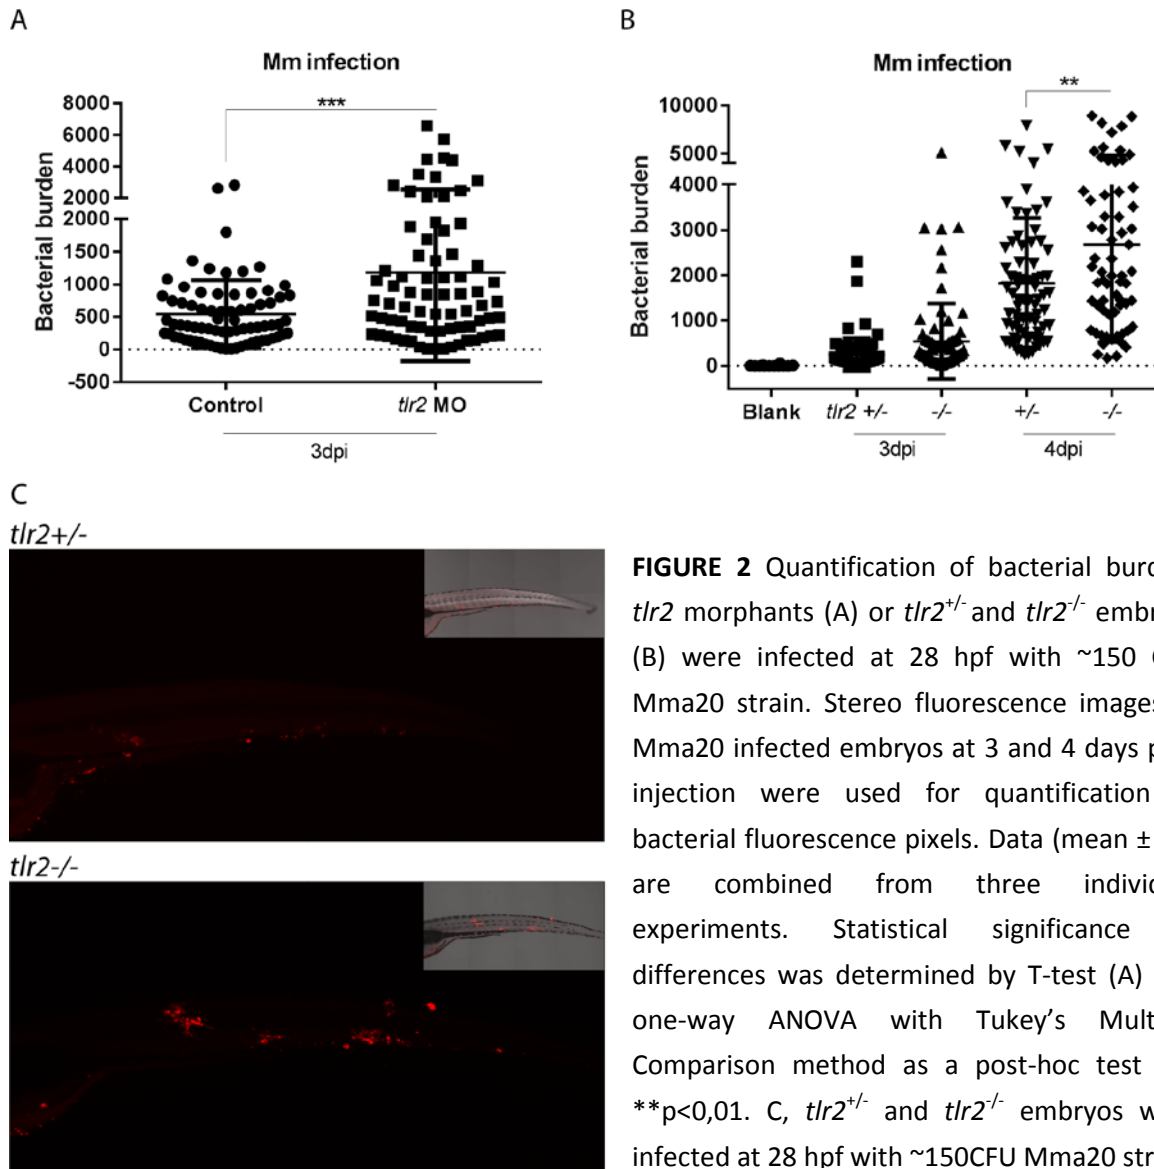 A
Mm infection
***
8000
6000
4000
2000
2000
1500
1000
500
0
-500
Bacterial burden
Control
tlr2 MO
3dpi
B
Mm infection
**
10000
5000
4000
3000
2000
1000
0
Bacterial burden
Blank
tlr2 +/-
-/-
+/-
-/-
3dpi
4dpi
C
tlr2+/-
tlr2-/-
FIGURE 2 Quantification of bacterial
tlr2 morphants (A) or tlr2+/- and tlr2-/-
(B) were infected at 28 hpf with ~150
Mma20 strain. Stereo fluorescence images
Mma20 infected embryos at 3 and 4 days
injection were used for quantification
bacterial fluorescence pixels. Data (mean ±
are combined from three
experiments. Statistical significance
differences was determined by T-test (A)
one-way ANOVA with Tukey's
Comparison method as a post-hoc test
**p<0,01. C, tlr2+/- and tlr2-/- embryos
infected at 28 hpf with ~150CFU Mma20